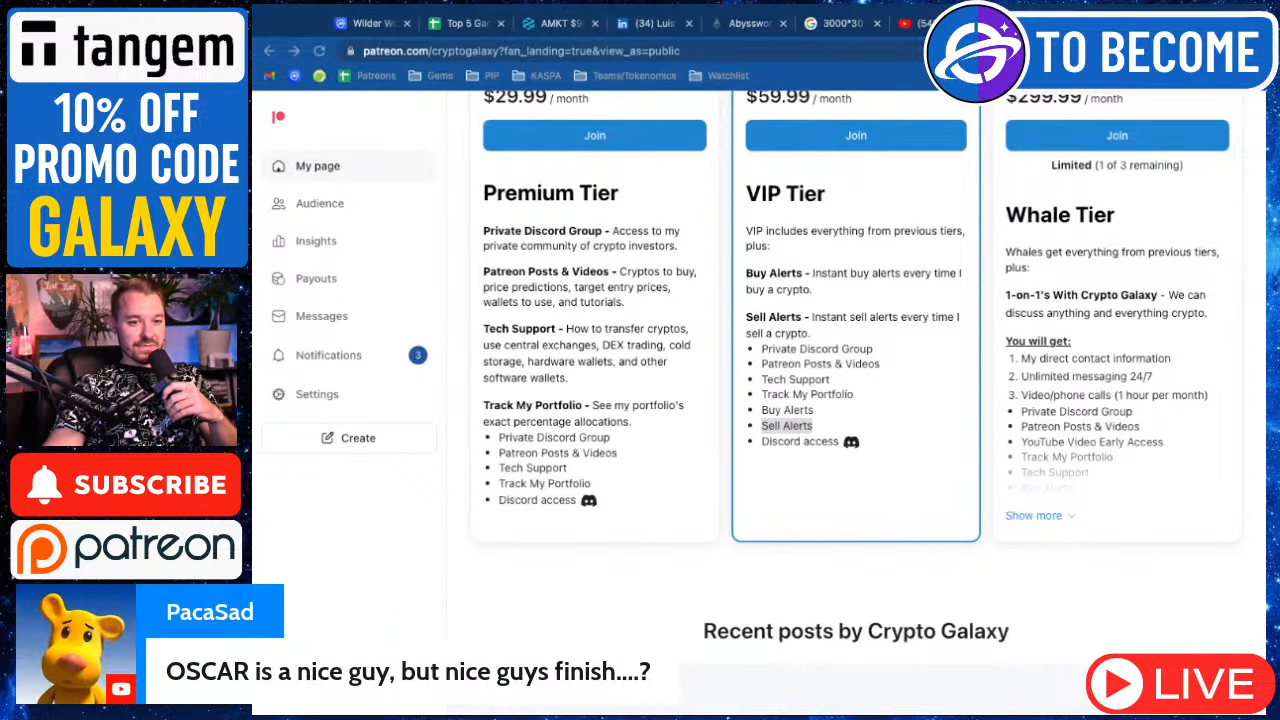 tangem
10% OFF
PROMO CODE
GALAXY
SUBSCRIBE
patreon
PacaSad
OSCAR is a nice guy, but nice guys finish....?
Wilder W
Top 5 Ga
(34) Luis
Abyssw
3000*30
TO BECOME
patreon.com/cryptogalaxy?fan_landing=true&view_as=public
Patreons
Gems
PIP
KASPA
Teams/Tokenomics
Watchlist
My page
Audience
Insights
Payouts
Messages
Notifications
3
Settings
Create
$29.99 / month
Join
Premium Tier
Private Discord Group - Access to my
private community of crypto investors.
Patreon Posts & Videos - Cryptos to buy,
price predictions, target entry prices,
wallets to use, and tutorials.
Tech Support - How to transfer cryptos,
use central exchanges, DEX trading, cold
storage, hardware wallets, and other
software wallets.
Track My Portfolio - See my portfolio's
exact percentage allocations.
• Private Discord Group
• Patreon Posts & Videos
• Tech Support
• Track My Portfolio
• Discord access
$59.99 / month
Join
VIP Tier
VIP includes everything from previous tiers,
plus:
Buy Alerts - Instant buy alerts every time I
buy a crypto.
Sell Alerts - Instant sell alerts every time I
sell a crypto.
• Private Discord Group
• Patreon Posts & Videos
• Tech Support
• Track My Portfolio
• Buy Alerts
• Sell Alerts
• Discord access
$299.99 / month
Join
Limited (1 of 3 remaining)
Whale Tier
Whales get everything from previous tiers,
plus:
1-on-1's With Crypto Galaxy - We can
discuss anything and everything crypto.
You will get:
1. My direct contact information
2. Unlimited messaging 24/7
3. Video/phone calls (1 hour per month)
• Private Discord Group
• Patreon Posts & Videos
• YouTube Video Early Access
• Track My Portfolio
• Tech Support
• Buy Alerts
Show more
Recent posts by Crypto Galaxy
LIVE